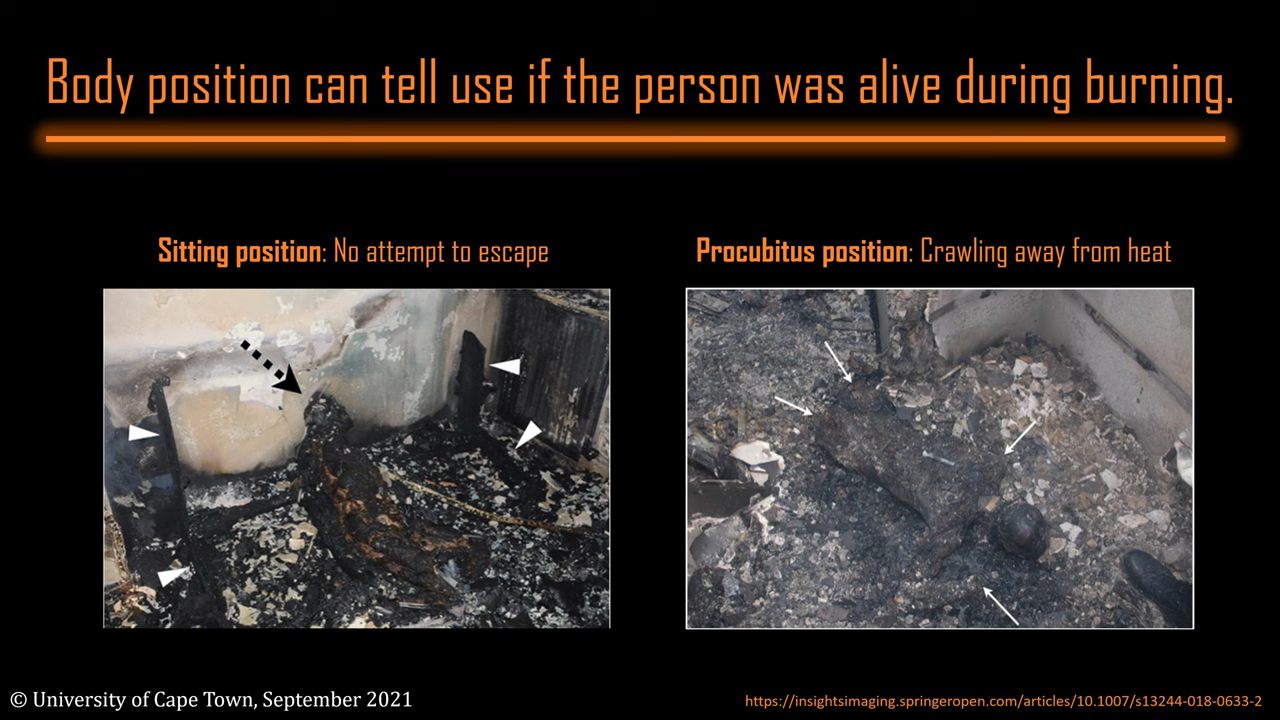 Body position can tell use if the person was alive during burning.
Sitting position: No attempt to escape
Procubitus position: Crawling away from heat
© University of Cape Town, September 2021
https://insightsimaging.springeropen.com/articles/10.1007/s13244-018-0633-2